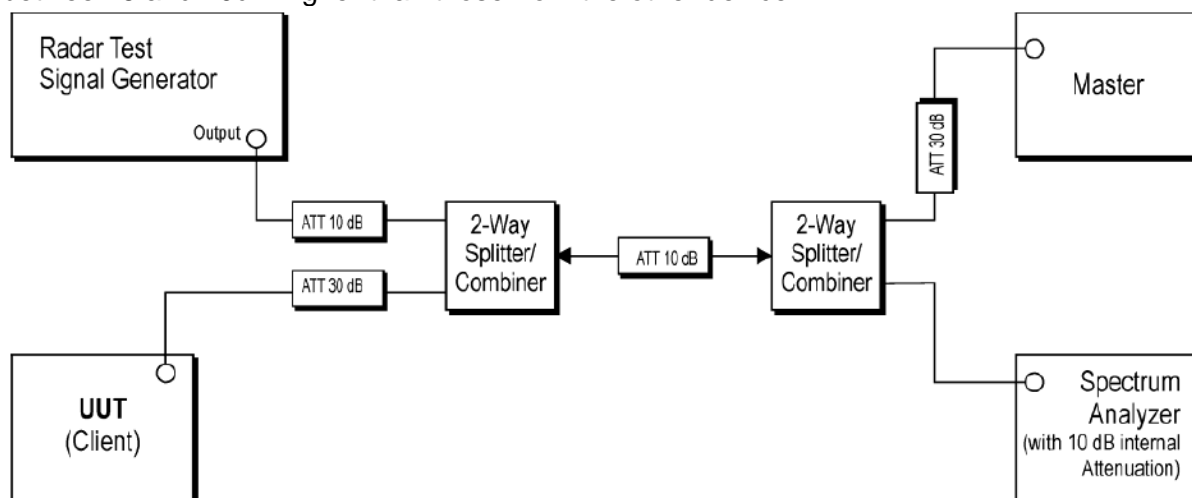 Radar Test
Signal Generator
Output
ATT 10 dB
ATT 30 dB
2-Way
Splitter/
Combiner
ATT 10 dB
2-Way
Splitter/
Combiner
ATT 30 dB
Master
UUT
(Client)
Spectrum
Analyzer
(with 10 dB internal
Attenuation)